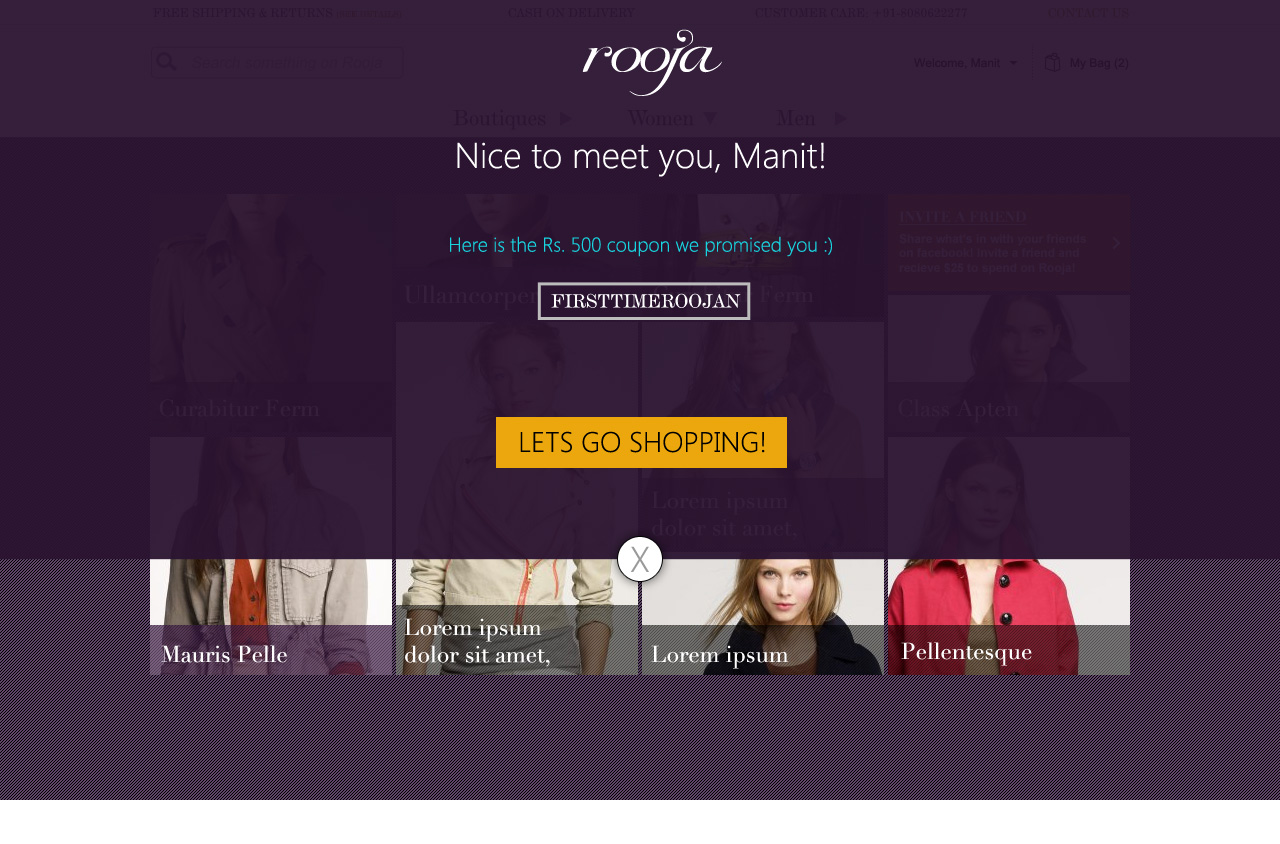 FREE SHIPPING & RETURNS
CASH ON DELIVERY
CUSTOMER CARE +91-8080622277
CONTACT US
rooja
Search something on Rooja
Welcome, Manit
My Bag (2)
Boutiques
Women
Men
Nice to meet you, Manit!
Here is the Rs. 500 coupon we promised you :)
FIRSTTIMEROOJAN
INVITE A FRIEND
Share what's in with your friends
on facebook! Invite a friend and
recieve $25 to spend on Rooja!
Ullamcorper
Ferm
Curabitur Ferm
Class Apten
LETS GO SHOPPING!
Lorem ipsum
dolor sit amet,
X
Mauris Pelle
Lorem ipsum
dolor sit amet,
Lorem ipsum
Pellentesque